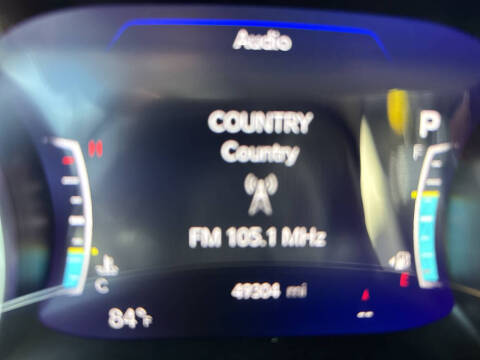 Audio
COUNTRY
P
Country
H
F
FM 105.1 MHz
C
E
49304 mi
84°F
--